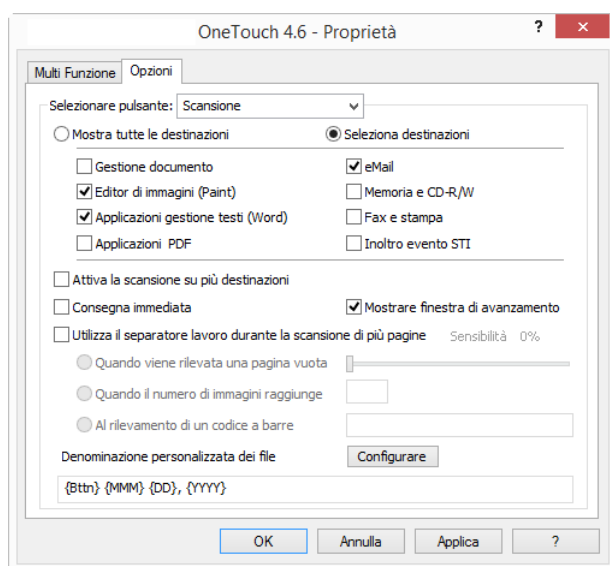 OneTouch 4.6 - Proprietà ? ×
Multi Funzione Opzioni
Selezionare pulsante: Scansione
Mostra tutte le destinazioni Seleziona destinazioni
Gestione documento eMail
Editor di immagini (Paint) Memoria e CD-R/W
Applicazioni gestione testi (Word) Fax e stampa
Applicazioni PDF Inoltro evento STI
Attiva la scansione su più destinazioni
Consegna immediata Mostrare finestra di avanzamento
Utilizza il separatore lavoro durante la scansione di più pagine Sensibilità 0%
Quando viene rilevata una pagina vuota
Quando il numero di immagini raggiunge
Al rilevamento di un codice a barre
Denominazione personalizzata dei file Configurare
{Bttn} {MMM} {DD}, {YYYY}
OK Annulla Applica ?